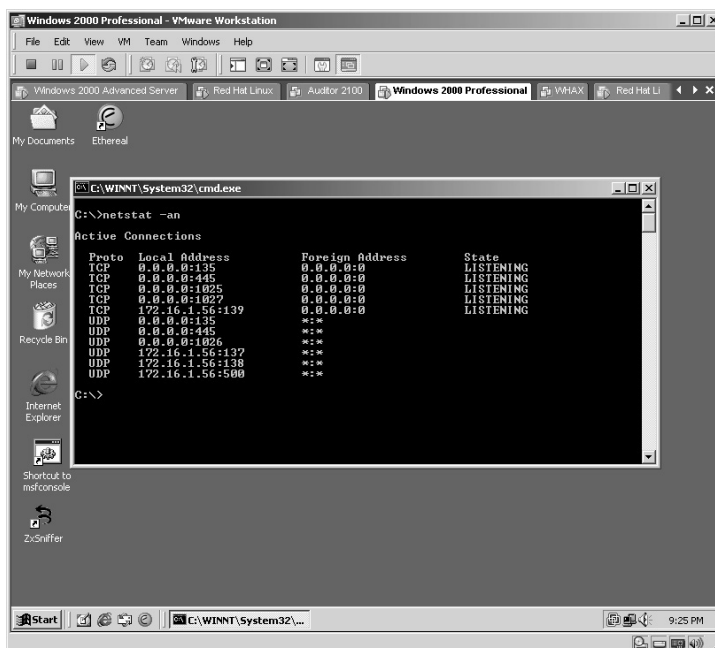 Windows 2000 Professional - VMware Workstation
File Edit View VM Team Windows Help
Windows 2000 Advanced Server Red Hat Linux Auditor 2100 Windows 2000 Professional WHAX Red Hat Li
My Documents
Ethereal
My Computer
My Network Places
Recycle Bin
Internet Explorer
Shortcut to msfconsole
ZxSniffer
C:\WINNT\System32\cmd.exe
C:\>netstat -an
Active Connections
Proto Local Address Foreign Address State
TCP 0.0.0.0:135 0.0.0.0:0 LISTENING
TCP 0.0.0.0:445 0.0.0.0:0 LISTENING
TCP 0.0.0.0:1025 0.0.0.0:0 LISTENING
TCP 0.0.0.0:1027 0.0.0.0:0 LISTENING
TCP 172.16.1.56:139 0.0.0.0:0 LISTENING
UDP 0.0.0.0:135 *:*
UDP 0.0.0.0:445 *:*
UDP 0.0.0.0:1026 *:*
UDP 172.16.1.56:137 *:*
UDP 172.16.1.56:138 *:*
UDP 172.16.1.56:500 *:*
C:\>
Start C:\WINNT\System32\... 9:25 PM